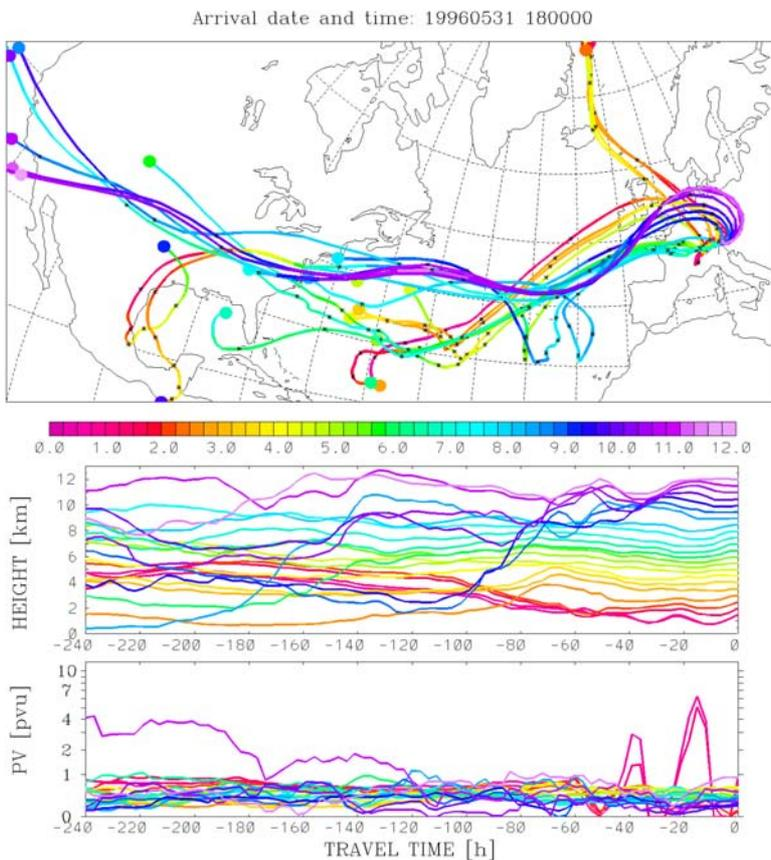 Arrival date and time: 19960531 180000
0.0 1.0 2.0 3.0 4.0 5.0 6.0 7.0 8.0 9.0 10.0 11.0 12.0
HEIGHT [km]
12
10
8
6
4
2
0
-240 -220 -200 -180 -160 -140 -120 -100 -80 -60 -40 -20 0
PV [pvu]
10
7
4
2
1
0
-240 -220 -200 -180 -160 -140 -120 -100 -80 -60 -40 -20 0
TRAVEL TIME [h]